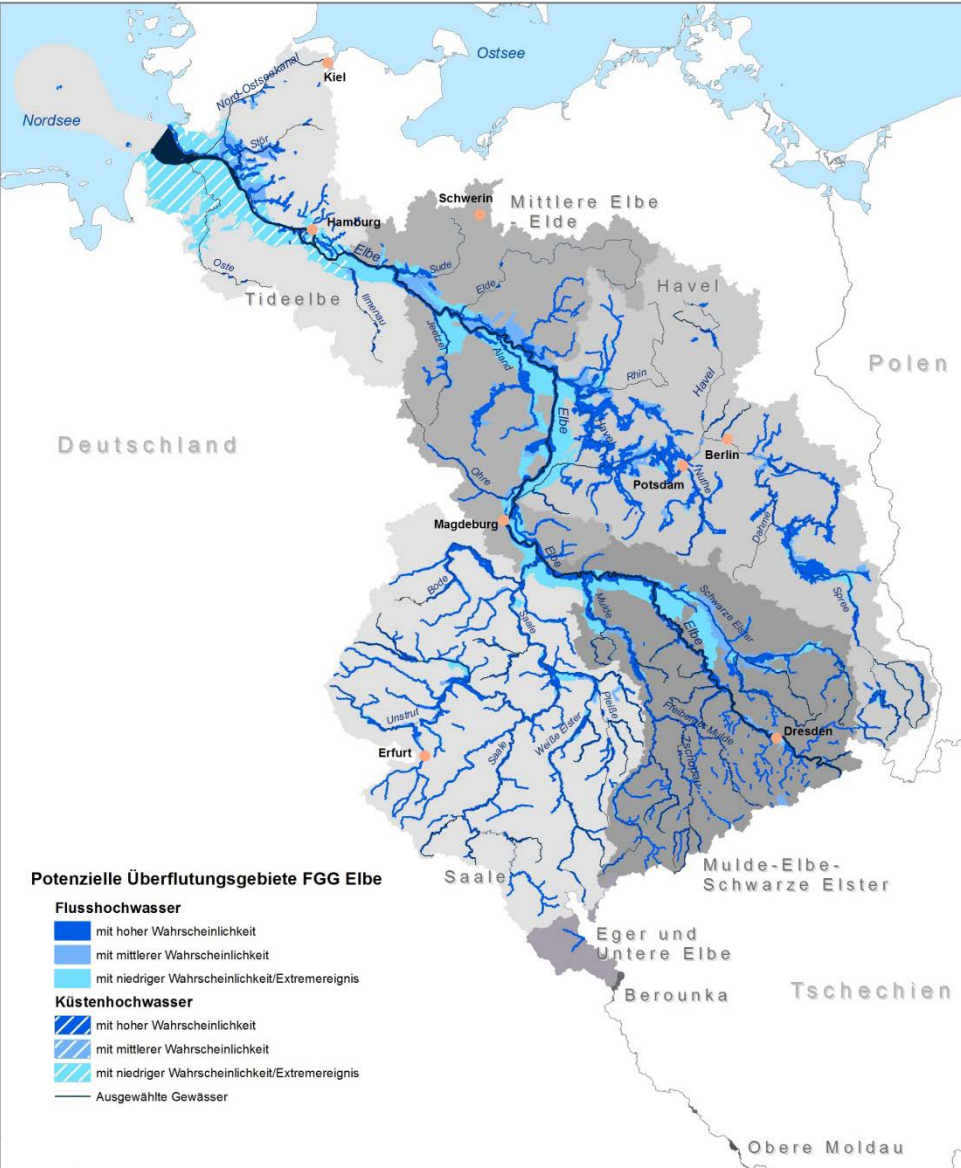 Ostsee
Kiel
Nord-Ostseekanal
Nordsee
Stör
Schwerin
Mittlere Elbe
- Elde
Hamburg
Elbe
Sude
Oste
Elde
Havel
Tideelbe
Ilmenau
Jeetzel
Aland
Rhin
Havel
Polen
Elbe
Havel
Deutschland
Berlin
Ohre
Potsdam
Nuthe
Magdeburg
Dahme
Elbe
Bode
Mulde
Schwarze Elster
Spree
Saale
Elbe
Pleiße
Unstrut
Weiße Elster
Freiberger Mulde
Saale
Zschopau
Dresden
Erfurt
Mulde-Elbe-
Schwarze Elster
Saale
Potenzielle Überflutungsgebiete FGG Elbe
Flusshochwasser
mit hoher Wahrscheinlichkeit
mit mittlerer Wahrscheinlichkeit
mit niedriger Wahrscheinlichkeit/Extremereignis
Küstenhochwasser
mit hoher Wahrscheinlichkeit
mit mittlerer Wahrscheinlichkeit
mit niedriger Wahrscheinlichkeit/Extremereignis
Ausgewählte Gewässer
Eger und
Untere Elbe
Berounka
Tschechien
Obere Moldau